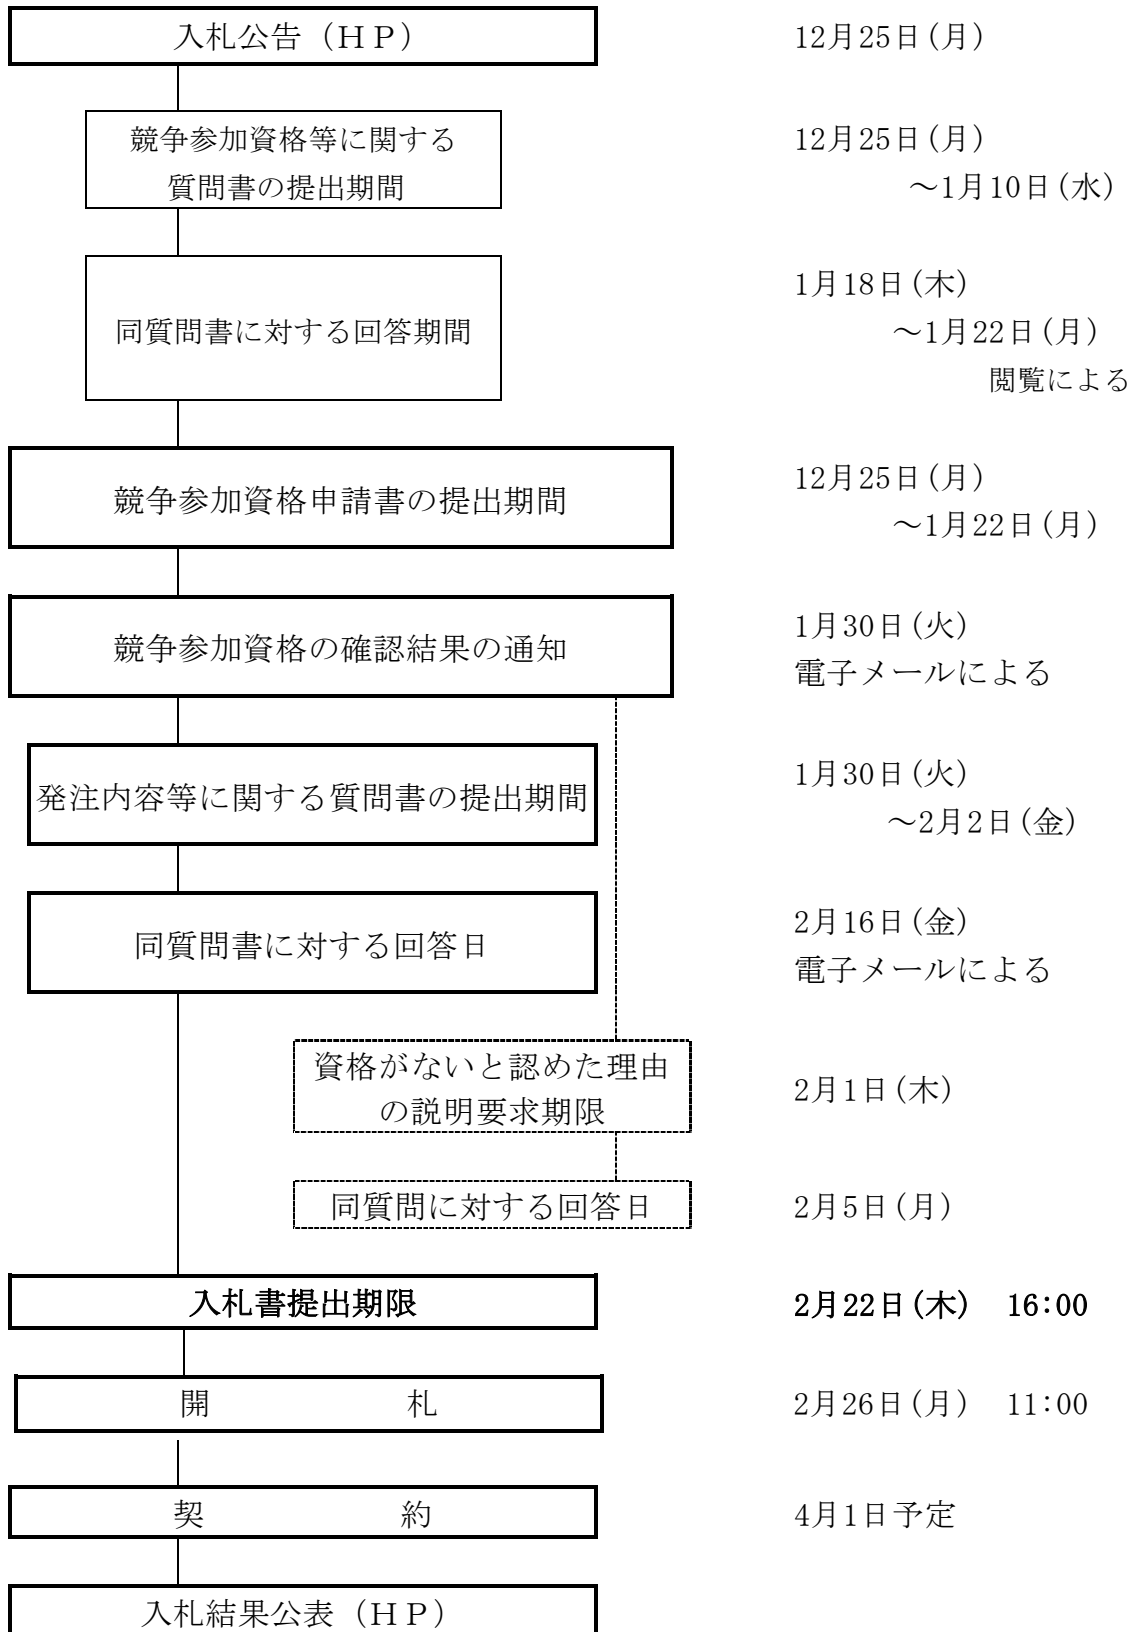 入札公告（ＨＰ）
12月25日(月)
競争参加資格等に関する
質問書の提出期間
12月25日(月)
～1月10日(水)
同質問書に対する回答期間
1月18日(木)
～1月22日(月)
閲覧による
競争参加資格申請書の提出期間
12月25日(月)
～1月22日(月)
競争参加資格の確認結果の通知
1月30日(火)
電子メールによる
発注内容等に関する質問書の提出期間
1月30日(火)
～2月2日(金)
同質問書に対する回答日
2月16日(金)
電子メールによる
資格がないと認めた理由
の説明要求期限
2月1日(木)
同質問に対する回答日
2月5日(月)
入札書提出期限
2月22日(木)　16:00
開　　　　　　　札
2月26日(月)　11:00
契　　　　　　　約
4月1日予定
入札結果公表（ＨＰ）